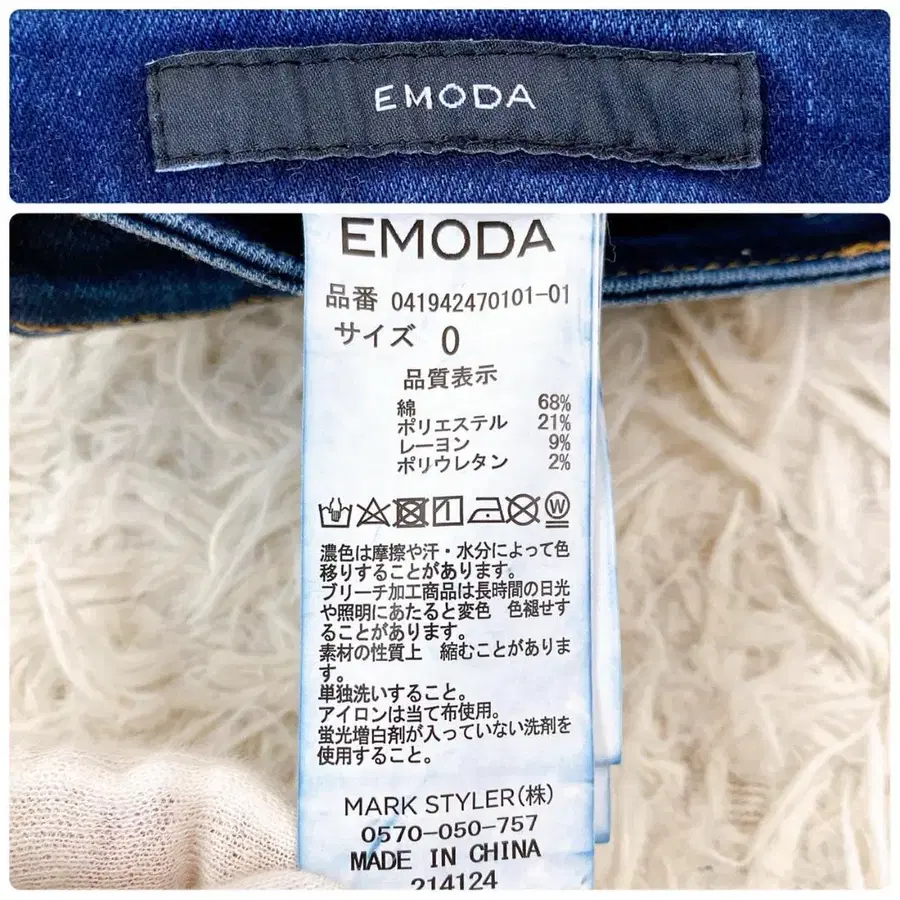 EMODA
EMODA
品番 041942470101-01
サイズ 0
品質表示
綿 68%
ポリエステル 21%
レーヨン 9%
ポリウレタン 2%
W
濃色は摩擦や汗・水分によって色
移りすることがあります。
ブリーチ加工商品は長時間の日光
や照明にあたると変色 色褪せす
ることがあります。
素材の性質上 縮むことがありま
す。
単独洗いすること。
アイロンは当て布使用。
蛍光増白剤が入っていない洗剤を
使用すること。
MARK STYLER(株)
0570-050-757
MADE IN CHINA
214124